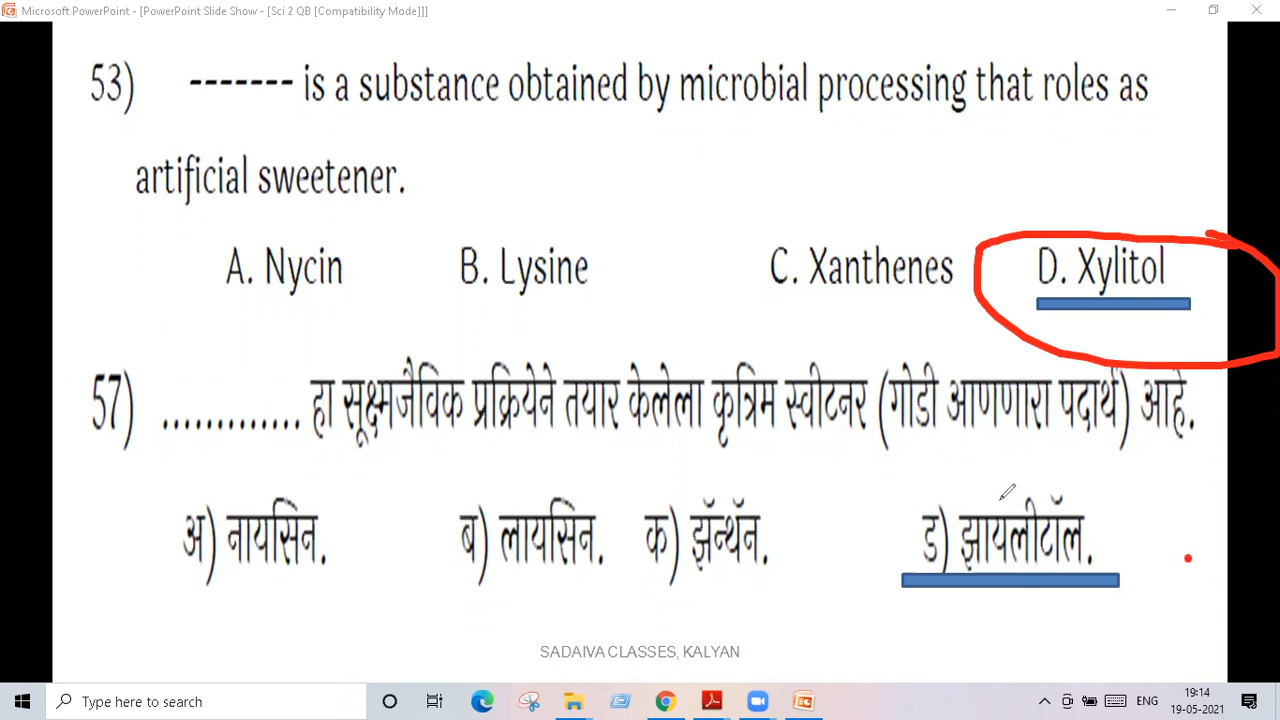 Microsoft PowerPoint - [PowerPoint Slide Show - [Sci 2 QB [Compatibility Mode]]]
53) ------- is a substance obtained by microbial processing that roles as
artificial sweetener.
A. Nycin B. Lysine C. Xanthenes D. Xylitol
57) ............. हा सूक्ष्मजैविक प्रक्रियेने तयार केलेला कृत्रिम स्वीटनर (गोडी आणणारा पदार्थ) आहे.
अ) नायसिन. ब) लायसिन. क) झॅन्थॅन. ड) झायलीटॉल.
SADAIVA CLASSES, KALYAN
Type here to search ENG 19:14
19-05-2021